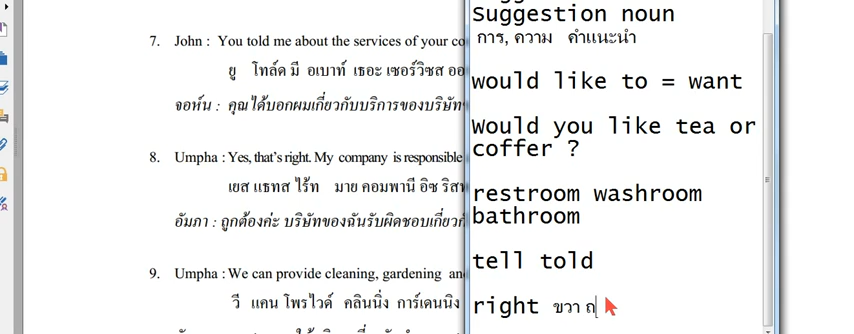 7. John : You told me about the services of your
ยู โทล์ด มี อเบาท์ เธอะ เซอร์วิซส
จอห์น : คุณได้บอกผมเกี่ยวกับบริการของบริษัท
8. Umpha : Yes, that's right. My company is responsible
เยส แธทส ไร้ท มาย คอมพานี อิซ
อัมภา : ถูกต้องค่ะ บริษัทของฉันรับผิดชอบเกี่ยวกับ
9. Umpha : We can provide cleaning, gardening
วี แคน โพรไวด์ คลินนิ่ง การ์เดนนิง
Suggestion noun
การ, ความ คำแนะนำ
would like to = want
Would you like tea or
coffer ?
restroom washroom
bathroom
tell told
right ขวา ถ